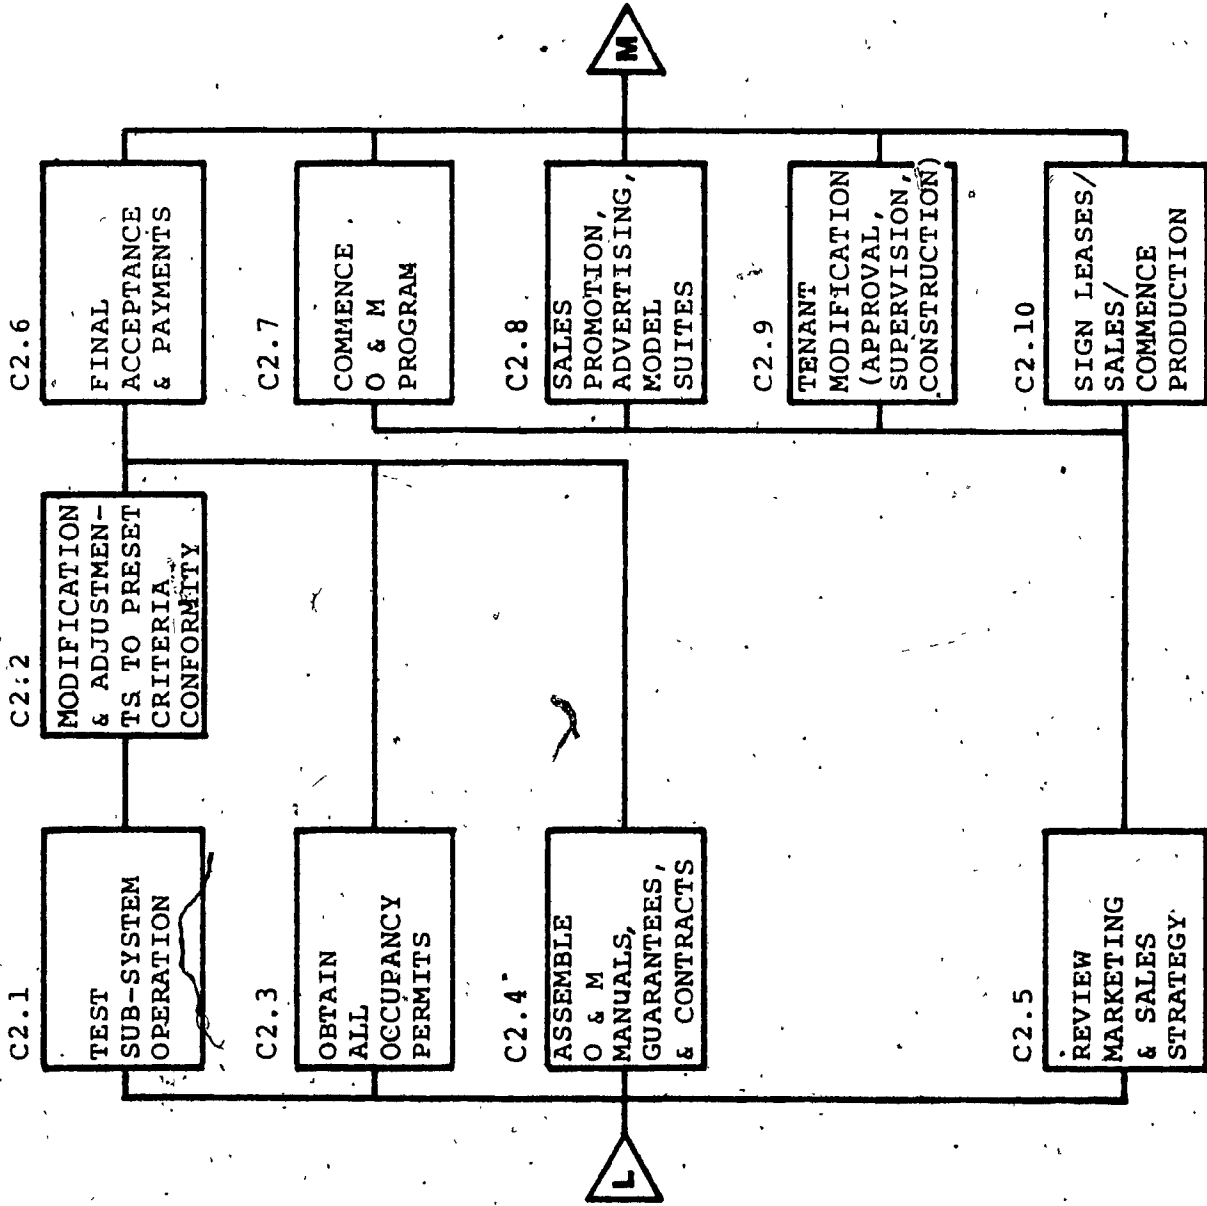 C2.1
TEST
SUB-SYSTEM
OPERATION
C2.2
MODIFICATION
& ADJUSTMEN-
TS TO PRESET
CRITERIA
CONFORMITY
C2.6
FINAL
ACCEPTANCE
& PAYMENTS
C2.3
OBTAIN
ALL
OCCUPANCY
PERMITS
C2.7
COMMENCE
O & M
PROGRAM
L
C2.4
ASSEMBLE
O & M
MANUALS,
GUARANTEES,
& CONTRACTS
C2.8
SALES
PROMOTION,
ADVERTISING,
MODEL
SUITES
M
C2.9
TENANT
MODIFICATION
(APPROVAL,
SUPERVISION,
CONSTRUCTION)
C2.5
REVIEW
MARKETING
& SALES
STRATEGY
C2.10
SIGN LEASES/
SALES/
COMMENCE
PRODUCTION